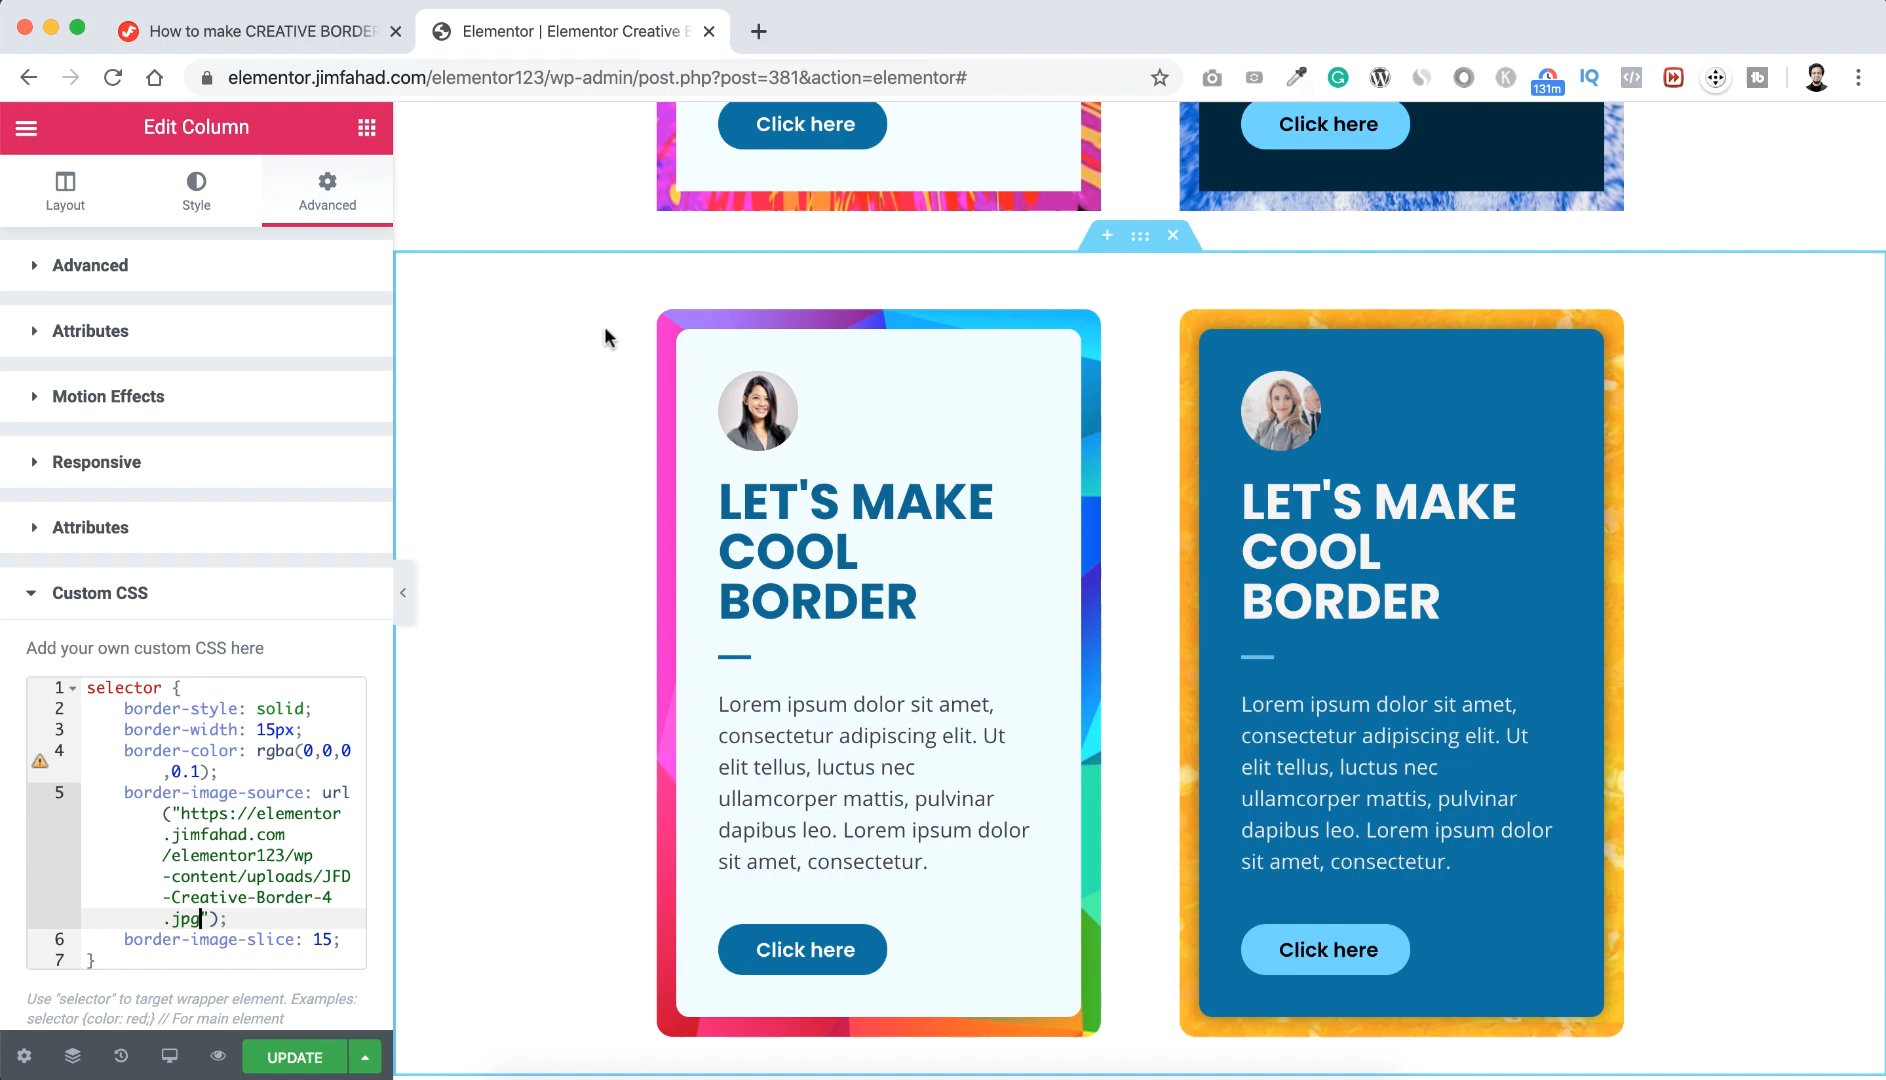 How to make CREATIVE BORDER
Elementor | Elementor Creative B
elementor.jimfahad.com/elementor123/wp-admin/post.php?post=381&action=elementor#
131m
IQ
tb
Edit Column
Layout
Style
Advanced
Advanced
Attributes
Motion Effects
Responsive
Attributes
Custom CSS
Add your own custom CSS here
1 selector {
2 border-style: solid;
3 border-width: 15px;
4 border-color: rgba(0,0,0
,0.1);
5 border-image-source: url
("https://elementor
.jimfahad.com
/elementor123/wp
-content/uploads/JFD
-Creative-Border-4
.jpg");
6 border-image-slice: 15;
7 }
Use "selector" to target wrapper element. Examples:
selector {color: red;} // For main element
UPDATE
Click here
Click here
LET'S MAKE
COOL
BORDER
Lorem ipsum dolor sit amet,
consectetur adipiscing elit. Ut
elit tellus, luctus nec
ullamcorper mattis, pulvinar
dapibus leo. Lorem ipsum dolor
sit amet, consectetur.
Click here
LET'S MAKE
COOL
BORDER
Lorem ipsum dolor sit amet,
consectetur adipiscing elit. Ut
elit tellus, luctus nec
ullamcorper mattis, pulvinar
dapibus leo. Lorem ipsum dolor
sit amet, consectetur.
Click here